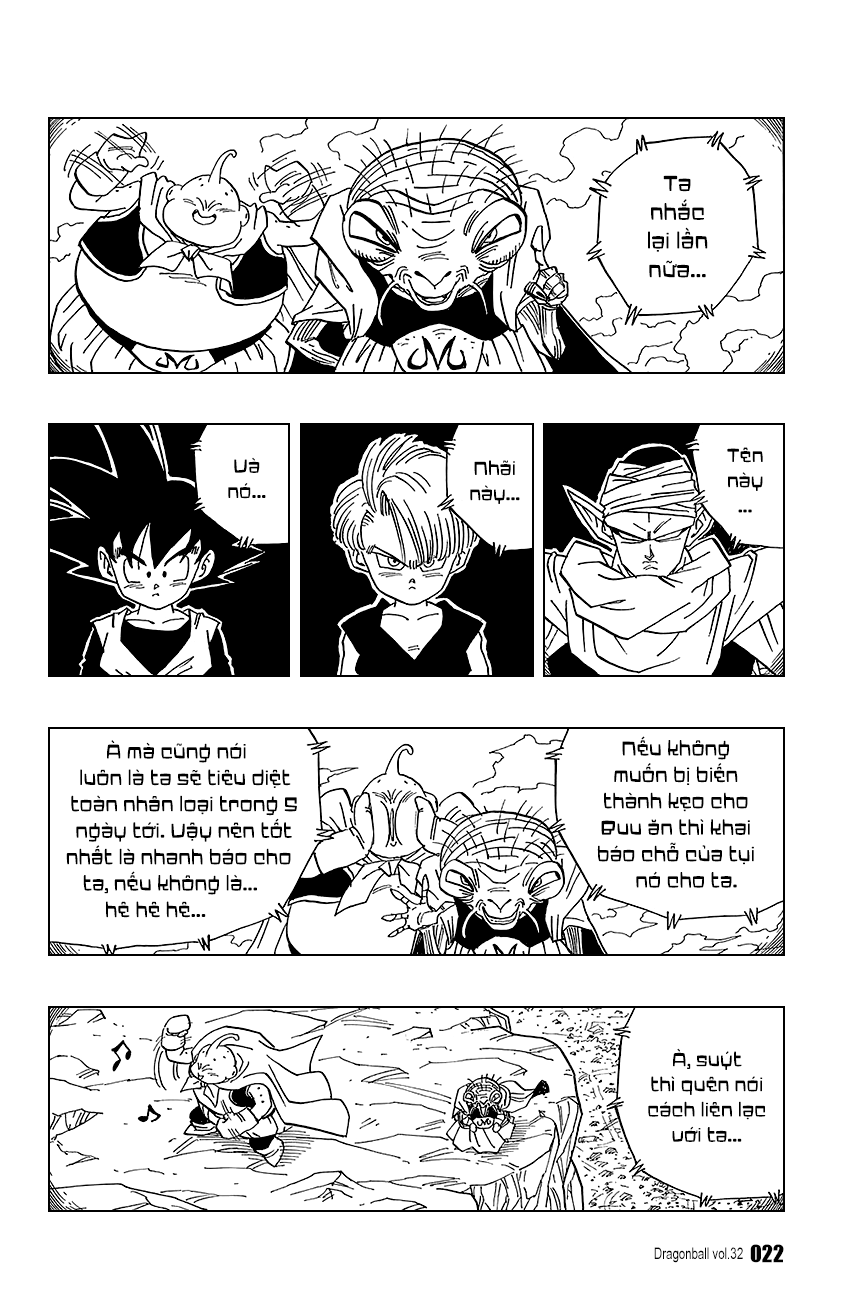 Ta
nhắc
lại lần
nữa...
Tên
này
...
Nhãi
này...
Và
nó...
Nếu không
muốn bị biến
thành kẹo cho
Buu ăn thì khai
báo chỗ của tụi
nó cho ta.
À mà cũng nói
luôn là ta sẽ tiêu diệt
toàn nhân loại trong 5
ngày tới. Vậy nên tốt
nhất là nhanh báo cho
ta, nếu không là...
hê hê hê...
À, suýt
thì quên nói
cách liên lạc
với ta...
Dragonball vol.32 022